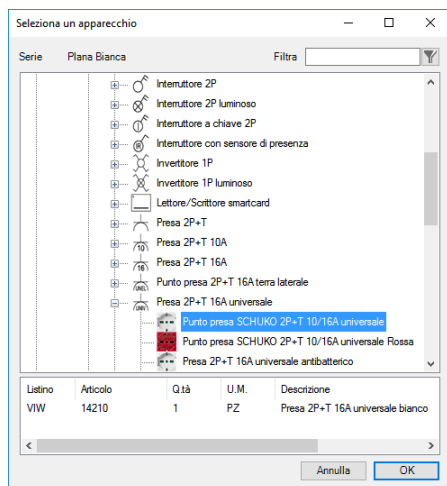 Seleziona un apparecchio
Serie Plana Bianca Filtra
Interruttore 2P
Interruttore 2P luminoso
Interruttore a chiave 2P
Interruttore con sensore di presenza
Invertitore 1P
Invertitore 1P luminoso
Lettore/Scrittore smartcard
Presa 2P+T
10 Presa 2P+T 10A
16 Presa 2P+T 16A
UNEL Punto presa 2P+T 16A terra laterale
UNIV Presa 2P+T 16A universale
Punto presa SCHUKO 2P+T 10/16A universale
Punto presa SCHUKO 2P+T 10/16A universale Rossa
Presa 2P+T 16A universale antibatterico
Listino Articolo Q.tà U.M. Descrizione
VIW 14210 1 PZ Presa 2P+T 16A universale bianco
Annulla OK